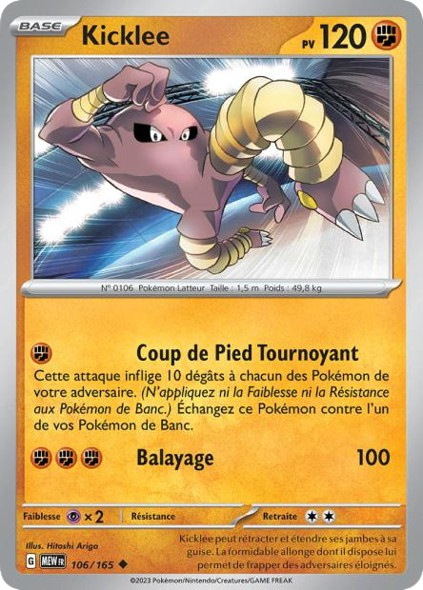 BASE
Kicklee
PV 120
N° 0106 Pokémon Latteur Taille : 1,5 m Poids : 49,8 kg
Coup de Pied Tournoyant
Cette attaque inflige 10 dégâts à chacun des Pokémon de
votre adversaire. (N'appliquez ni la Faiblesse ni la Résistance
aux Pokémon de Banc.) Échangez ce Pokémon contre l'un
de vos Pokémon de Banc.
Balayage 100
Faiblesse ×2 Résistance Retraite
Illus. Hitoshi Ariga
G MEW FR 106/165
Kicklee peut rétracter et étendre ses jambes à sa
guise. La formidable allonge dont il dispose lui
permet de frapper des adversaires éloignés.
©2023 Pokémon/Nintendo/Creatures/GAME FREAK